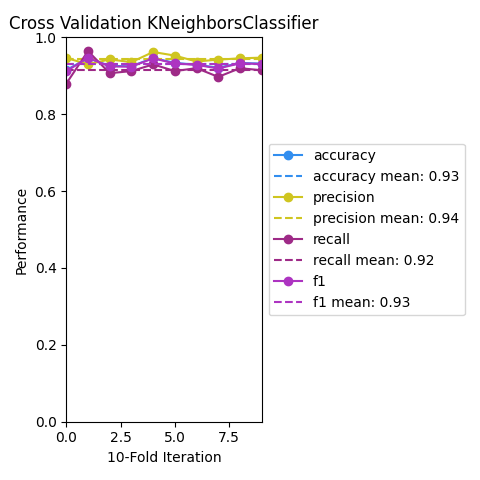 Cross Validation KNeighborsClassifier
1.0
0.8
0.6
0.4
0.2
0.0
Performance
0.0 2.5 5.0 7.5
10-Fold Iteration
accuracy
accuracy mean: 0.93
precision
precision mean: 0.94
recall
recall mean: 0.92
f1
f1 mean: 0.93